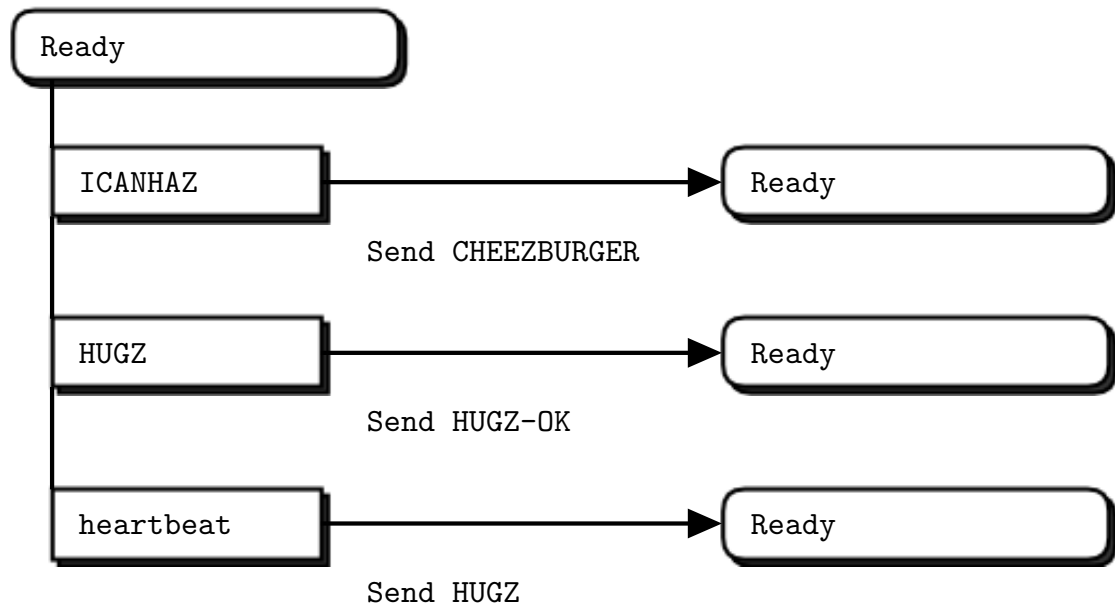 Ready
ICANHAZ
Ready
Send CHEEZBURGER
HUGZ
Ready
Send HUGZ-OK
heartbeat
Ready
Send HUGZ